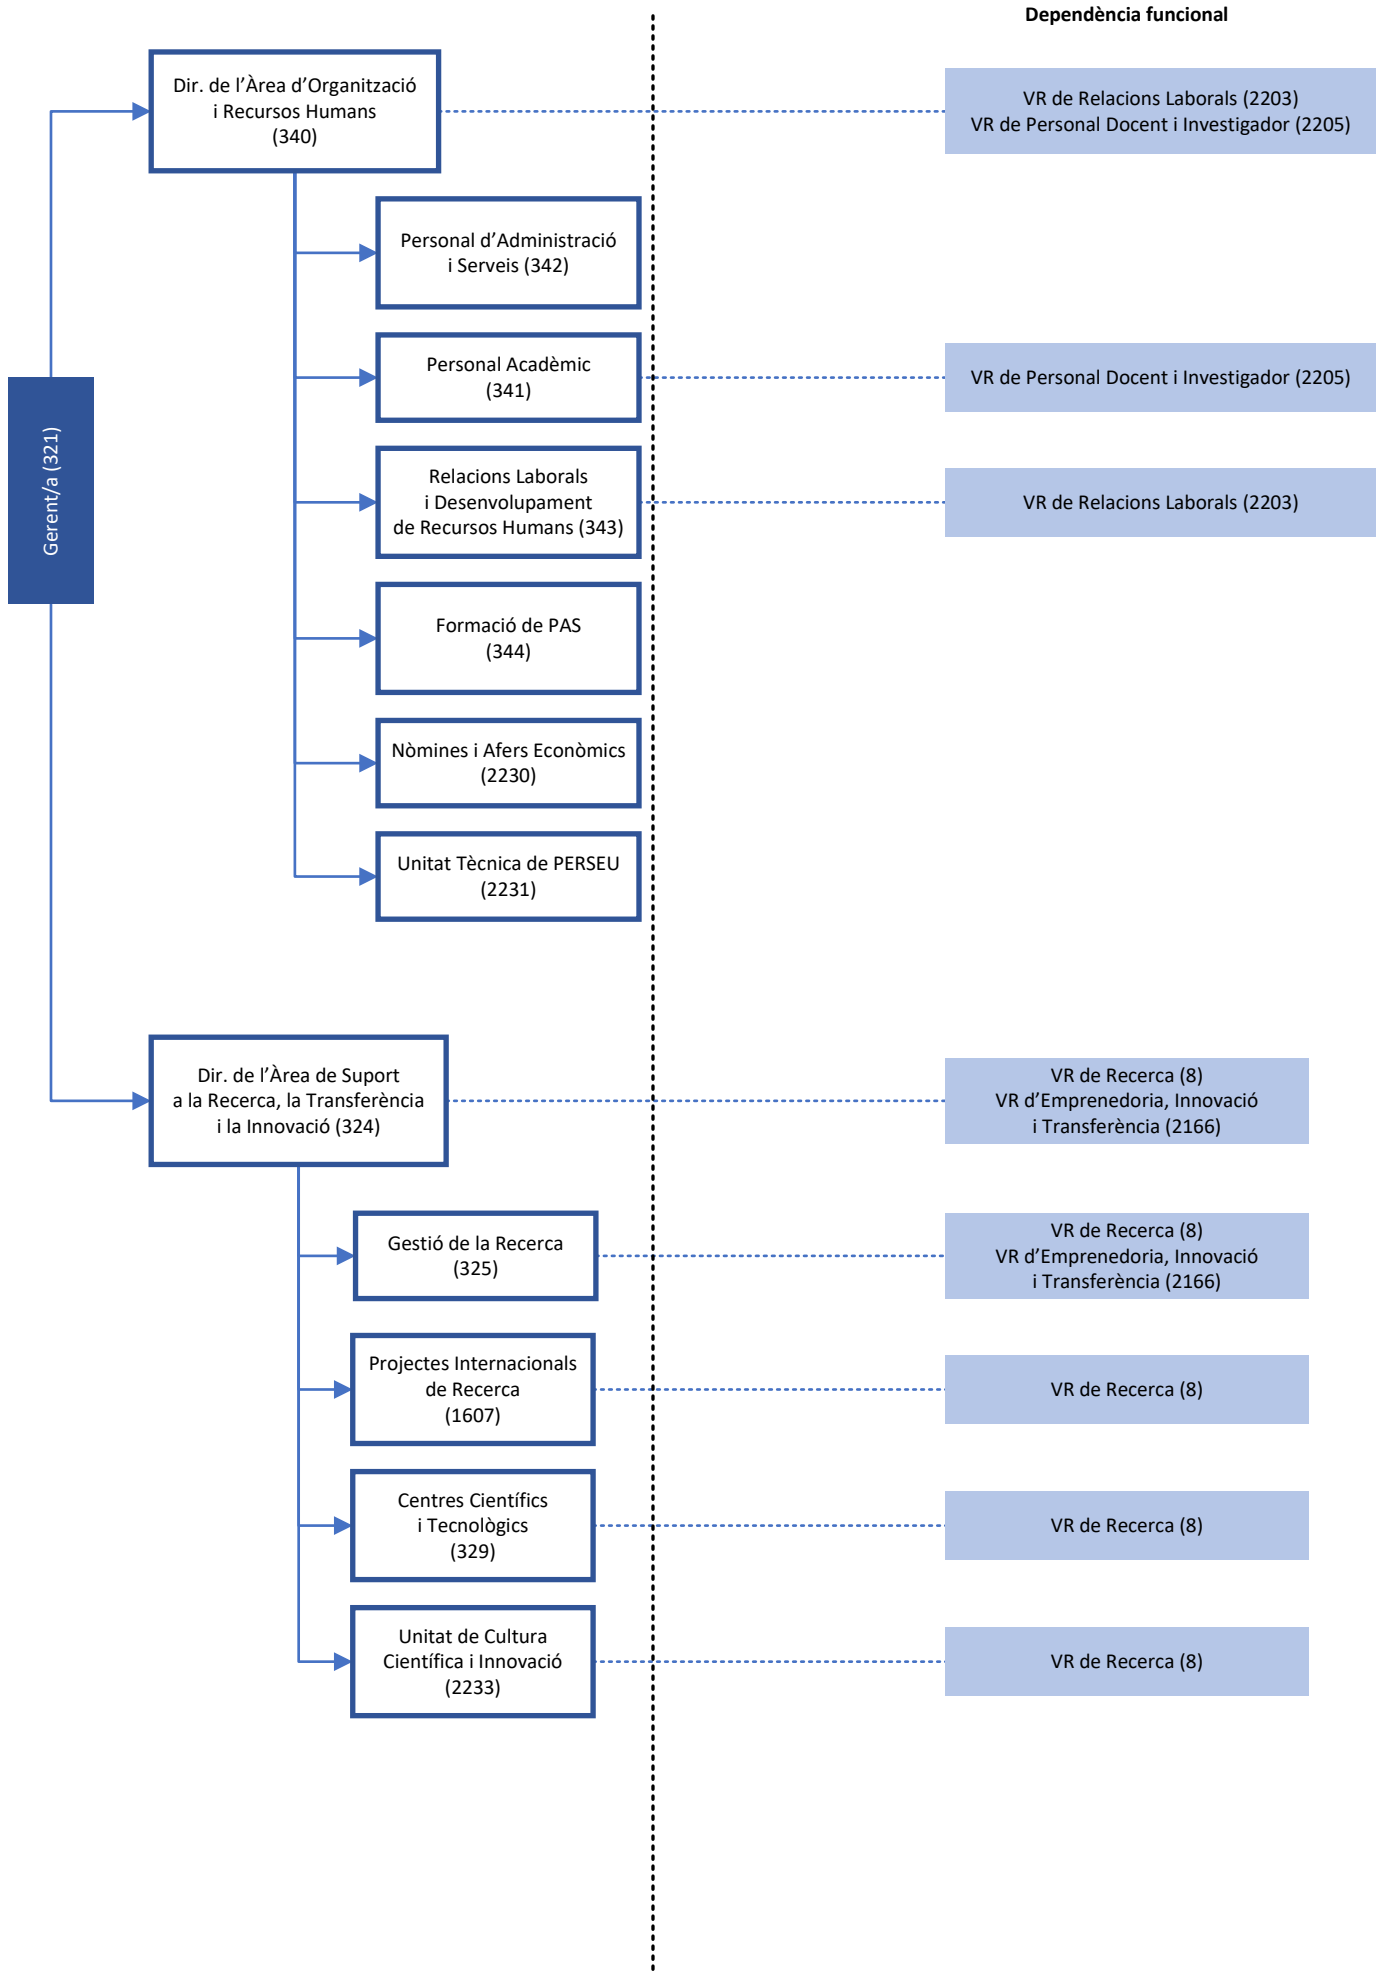 Dependència funcional
Dir. de l’Àrea d’Organització
i Recursos Humans
(340)
VR de Relacions Laborals (2203)
VR de Personal Docent i Investigador (2205)
Personal d’Administració
i Serveis (342)
Personal Acadèmic
(341)
VR de Personal Docent i Investigador (2205)
Gerent/a (321)
Relacions Laborals
i Desenvolupament
de Recursos Humans (343)
VR de Relacions Laborals (2203)
Formació de PAS
(344)
Nòmines i Afers Econòmics
(2230)
Unitat Tècnica de PERSEU
(2231)
Dir. de l’Àrea de Suport
a la Recerca, la Transferència
i la Innovació (324)
VR de Recerca (8)
VR d’Emprenedoria, Innovació
i Transferència (2166)
Gestió de la Recerca
(325)
VR de Recerca (8)
VR d’Emprenedoria, Innovació
i Transferència (2166)
Projectes Internacionals
de Recerca
(1607)
VR de Recerca (8)
Centres Científics
i Tecnològics
(329)
VR de Recerca (8)
Unitat de Cultura
Científica i Innovació
(2233)
VR de Recerca (8)